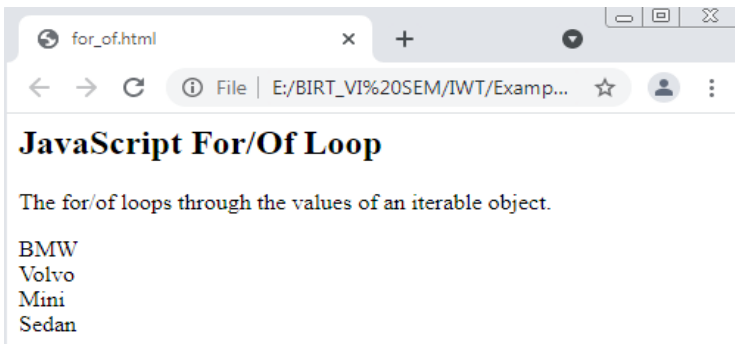 for_of.html
File | E:/BIRT_VI%20SEM/IWT/Examp...
JavaScript For/Of Loop
The for/of loops through the values of an iterable object.
BMW
Volvo
Mini
Sedan